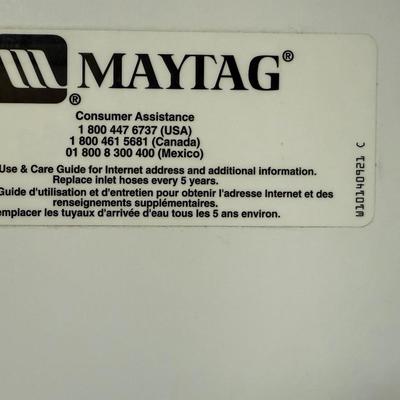 MAYTAG®
®
Consumer Assistance
1 800 447 6737 (USA)
1 800 461 5681 (Canada)
01 800 8 300 400 (Mexico)
Use & Care Guide for Internet address and additional information.
Replace inlet hoses every 5 years.
Guide d'utilisation et d'entretien pour obtenir l'adresse Internet et des
renseignements supplémentaires.
emplacer les tuyaux d'arrivée d'eau tous les 5 ans environ.
W10140921 C